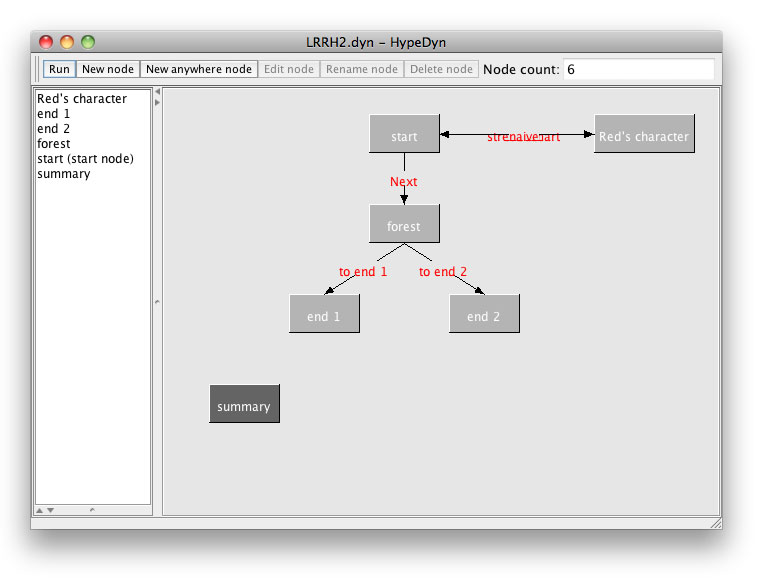 LRRH2.dyn – HypeDyn
Run New node New anywhere node Edit node Rename node Delete node Node count: 6
Red's character
end 1
end 2
forest
start (start node)
summary
start
Red's character
Next
forest
to end 1 to end 2
end 1 end 2
summary